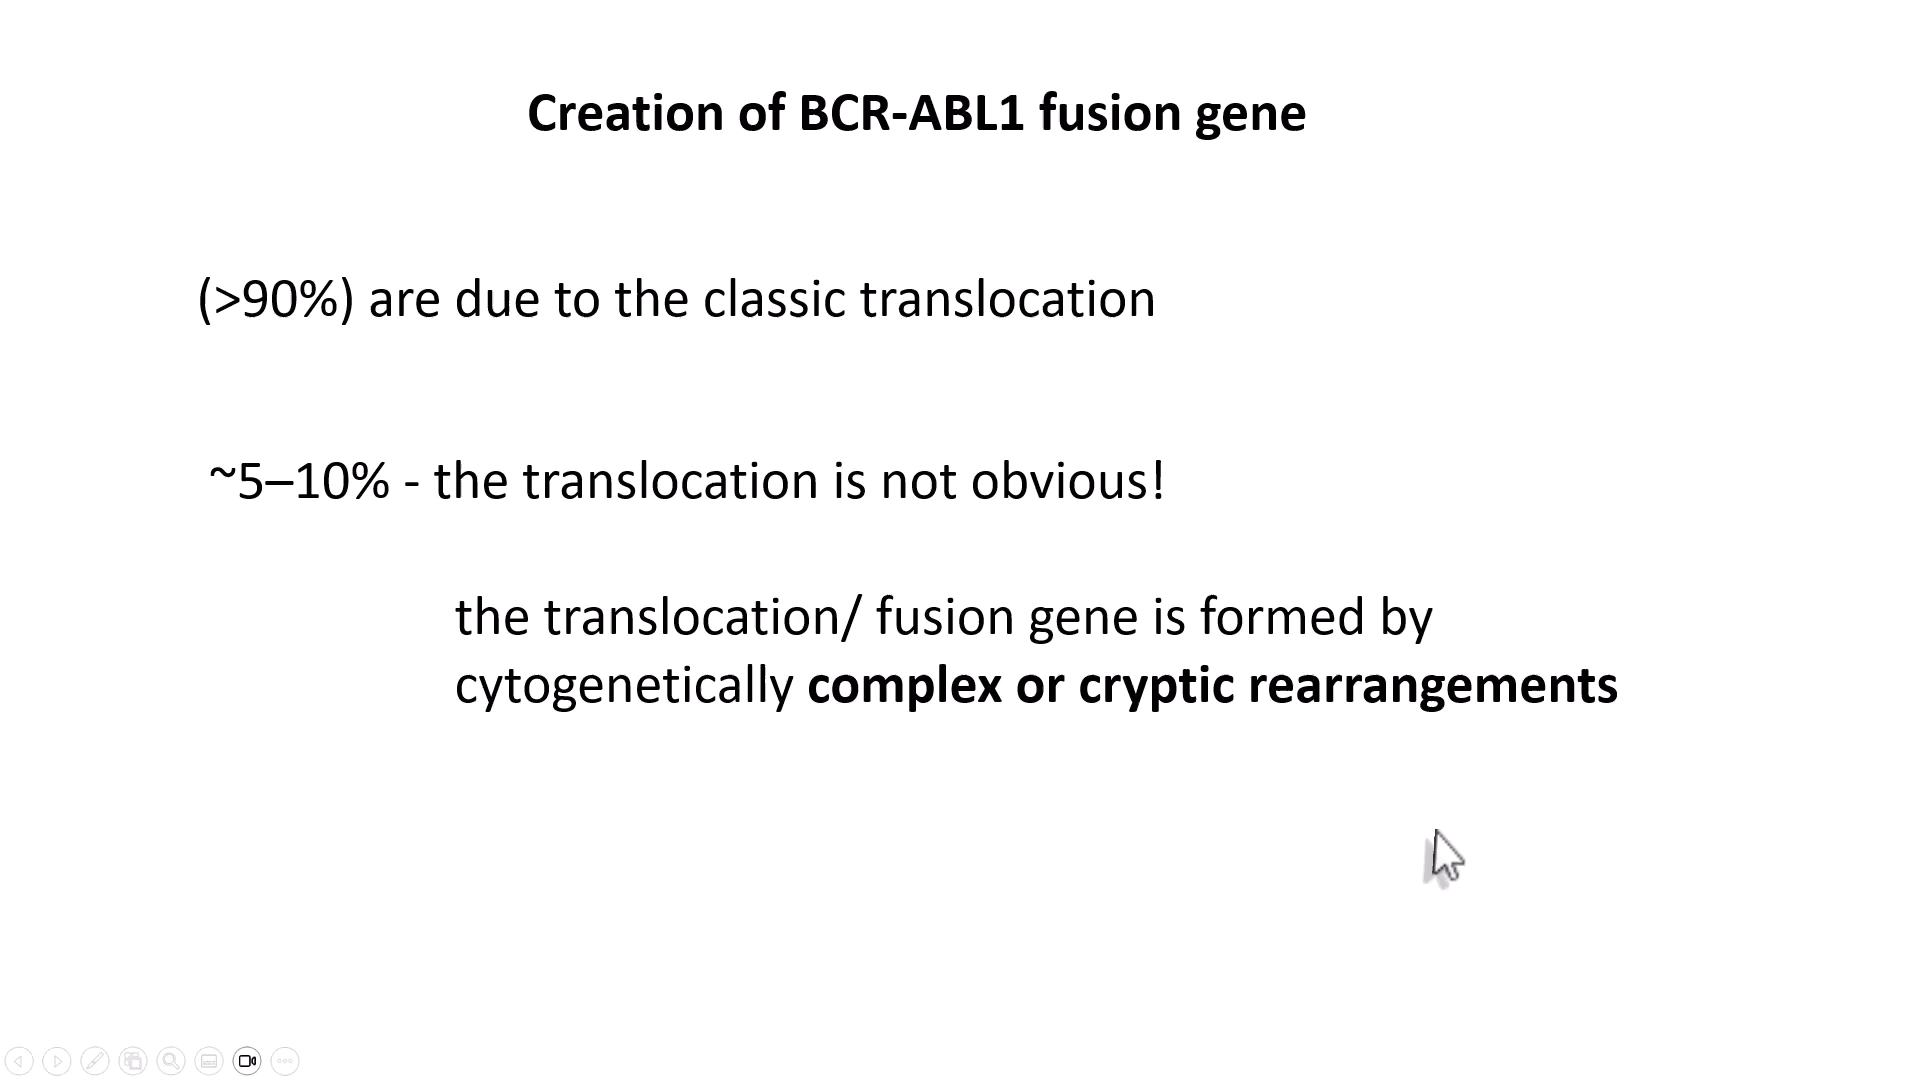 Creation of BCR-ABL1 fusion gene
(>90%) are due to the classic translocation
~5–10% - the translocation is not obvious!
the translocation/ fusion gene is formed by
cytogenetically complex or cryptic rearrangements